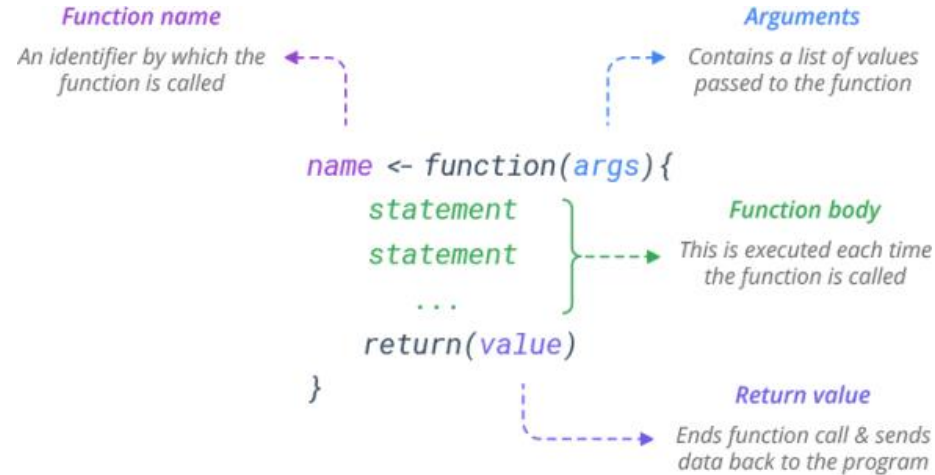 Function name
An identifier by which the
function is called
Arguments
Contains a list of values
passed to the function
name <- function(args){
statement
statement
...
return(value)
}
Function body
This is executed each time
the function is called
Return value
Ends function call & sends
data back to the program